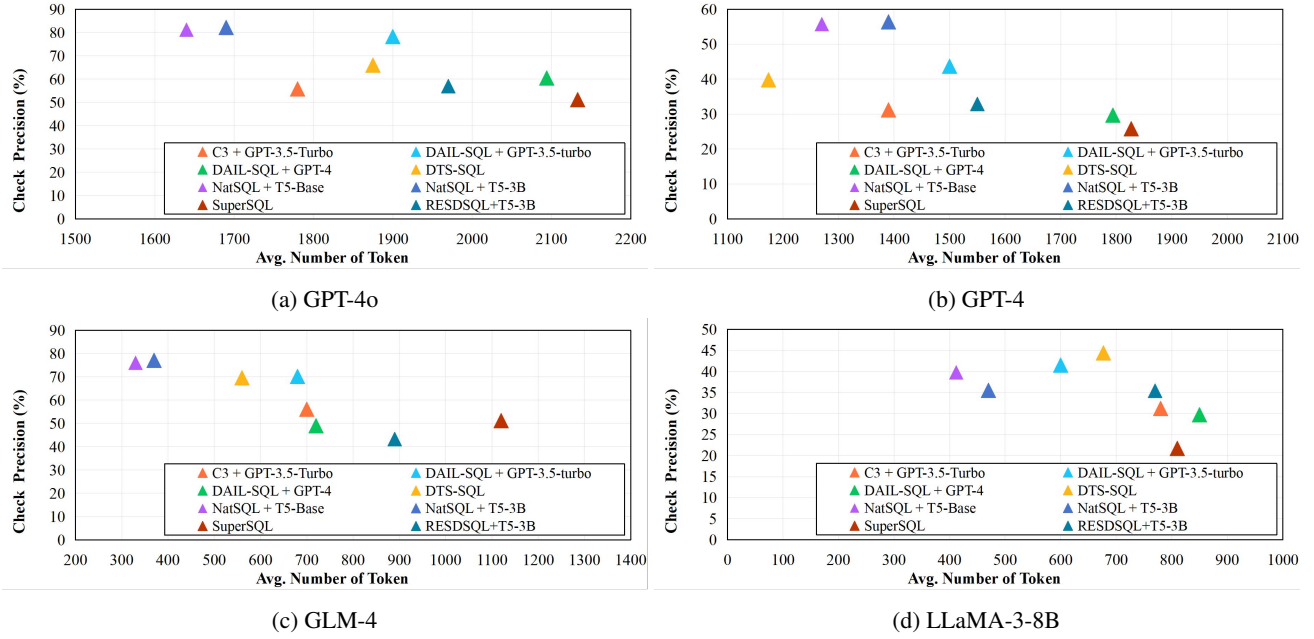 90
80
70
60
50
40
30
20
10
0
Check Precision (%)
C3 + GPT-3.5-Turbo
DAIL-SQL + GPT-3.5-turbo
DAIL-SQL + GPT-4
DTS-SQL
NatSQL + T5-Base
NatSQL + T5-3B
SuperSQL
RESDSQL+T5-3B
1500 1600 1700 1800 1900 2000 2100 2200
Avg. Number of Token
(a) GPT-4o
60
50
40
30
20
10
0
Check Precision (%)
C3 + GPT-3.5-Turbo
DAIL-SQL + GPT-3.5-turbo
DAIL-SQL + GPT-4
DTS-SQL
NatSQL + T5-Base
NatSQL + T5-3B
SuperSQL
RESDSQL+T5-3B
1100 1200 1300 1400 1500 1600 1700 1800 1900 2000 2100
Avg. Number of Token
(b) GPT-4
90
80
70
60
50
40
30
20
10
0
Check Precision (%)
C3 + GPT-3.5-Turbo
DAIL-SQL + GPT-3.5-turbo
DAIL-SQL + GPT-4
DTS-SQL
NatSQL + T5-Base
NatSQL + T5-3B
SuperSQL
RESDSQL+T5-3B
200 300 400 500 600 700 800 900 1000 1100 1200 1300 1400
Avg. Number of Token
(c) GLM-4
50
45
40
35
30
25
20
15
10
5
0
Check Precision (%)
C3 + GPT-3.5-Turbo
DAIL-SQL + GPT-3.5-turbo
DAIL-SQL + GPT-4
DTS-SQL
NatSQL + T5-Base
NatSQL + T5-3B
SuperSQL
RESDSQL+T5-3B
0 100 200 300 400 500 600 700 800 900 1000
Avg. Number of Token
(d) LLaMA-3-8B